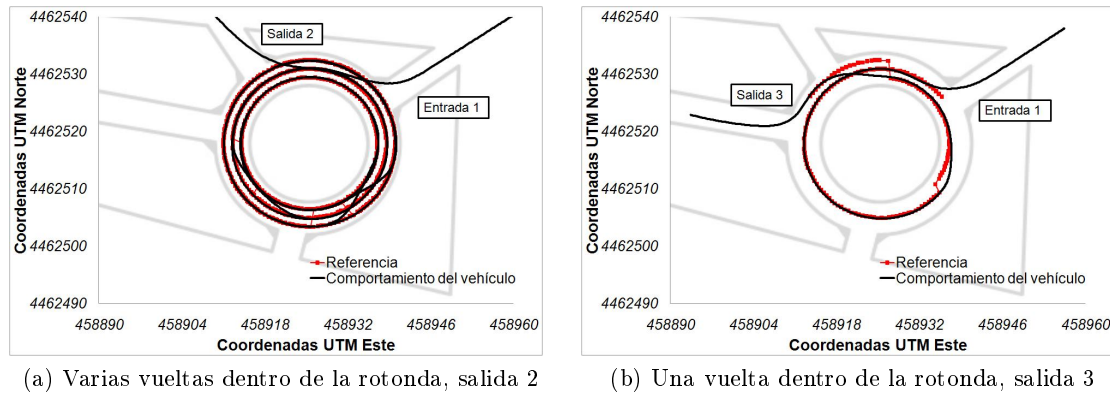 4462540
4462530
4462520
4462510
4462500
4462490
Coordenadas UTM Norte
Salida 2
Entrada 1
Referencia
Comportamiento del vehículo
458890 458904 458918 458932 458946 458960
Coordenadas UTM Este
(a) Varias vueltas dentro de la rotonda, salida 2
4462540
4462530
4462520
4462510
4462500
4462490
Coordenadas UTM Norte
Salida 3
Entrada 1
Referencia
Comportamiento del vehículo
458890 458904 458918 458932 458946 458960
Coordenadas UTM Este
(b) Una vuelta dentro de la rotonda, salida 3